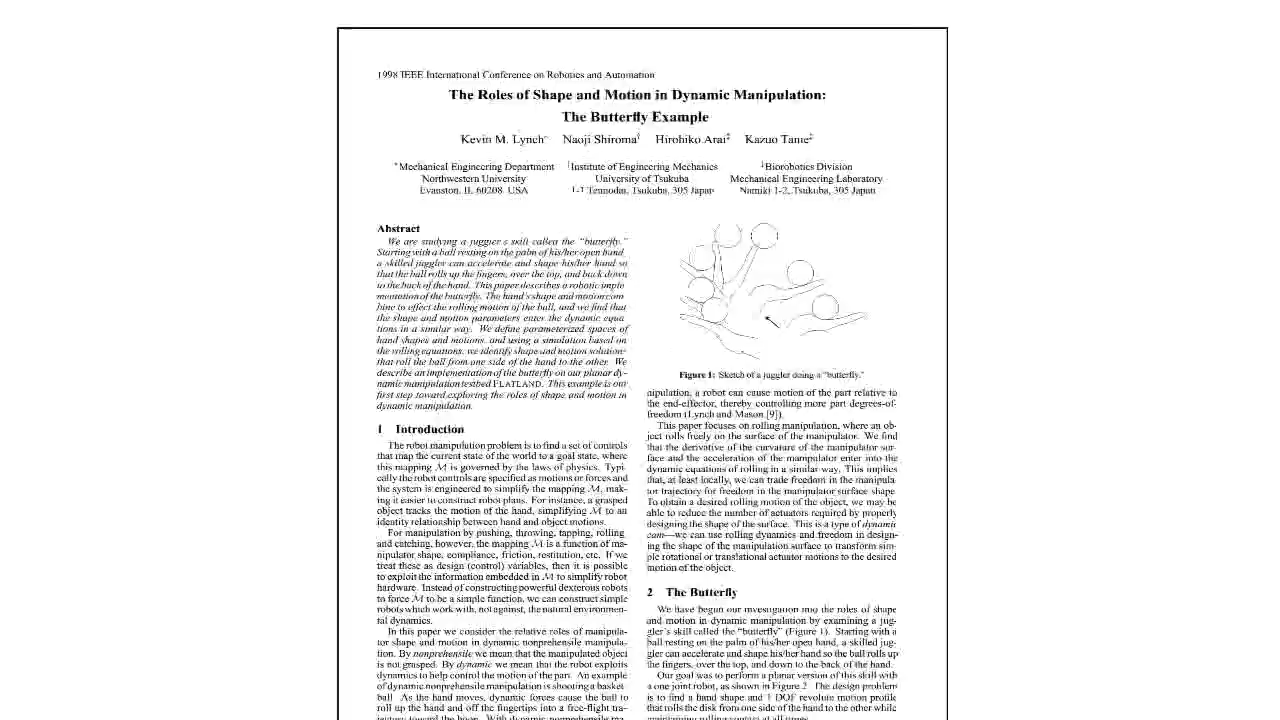 1998 IEEE International Conference on Robotics and Automation
The Roles of Shape and Motion in Dynamic Manipulation:
The Butterfly Example
Kevin M. Lynch* Naoji Shiroma† Hirohiko Arai‡ Kazuo Tanie‡
*Mechanical Engineering Department
Northwestern University
Evanston, IL 60208 USA
†Institute of Engineering Mechanics
University of Tsukuba
1-1 Tennodai, Tsukuba, 305 Japan
‡Biorobotics Division
Mechanical Engineering Laboratory
Namiki 1-2, Tsukuba, 305 Japan
Abstract
We are studying a juggler's skill called the "butterfly."
Starting with a ball resting on the palm of his/her open hand
a skilled juggler can accelerate and shape his/her hand so
that the ball rolls up the fingers, over the top, and back down
to the back of the hand. This paper describes a robotic imple-
mentation of the butterfly. The hand's shape and motion com-
bine to effect the rolling motion of the ball, and we find that
the shape and motion parameters enter the dynamic equa-
tions in a similar way. We define parameterized spaces of
hand shapes and motions, and using a simulation based on
the rolling equations, we identify shape and motion solutions
that roll the ball from one side of the hand to the other. We
describe an implementation of the butterfly on our planar dy-
namic manipulation testbed FLATLAND. This example is our
first step toward exploring the roles of shape and motion in
dynamic manipulation.
1 Introduction
The robot manipulation problem is to find a set of controls
that map the current state of the world to a goal state, where
this mapping M is governed by the laws of physics. Typi-
cally the robot controls are specified as motions or forces and
the system is engineered to simplify the mapping M, mak-
ing it easier to construct robot plans. For instance, a grasped
object tracks the motion of the hand, simplifying M to an
identity relationship between hand and object motions.
For manipulation by pushing, throwing, tapping, rolling
and catching, however, the mapping M is a function of ma-
nipulator shape, compliance, friction, restitution, etc. If we
treat these as design (control) variables, then it is possible
to exploit the information embedded in M to simplify robot
hardware. Instead of constructing powerful dexterous robots
to force M to be a simple function, we can construct simple
robots which work with, not against, the natural environmen-
tal dynamics.
In this paper we consider the relative roles of manipula-
tor shape and motion in dynamic nonprehensile manipula-
tion. By nonprehensile we mean that the manipulated object
is not grasped. By dynamic we mean that the robot exploits
dynamics to help control the motion of the part. An example
of dynamic nonprehensile manipulation is shooting a basket-
ball. As the hand moves, dynamic forces cause the ball to
roll up the hand and off the fingertips into a free-flight tra-
jectory toward the hoop. With dynamic nonprehensile ma-
Figure 1: Sketch of a juggler doing a "butterfly."
nipulation, a robot can cause motion of the part relative to
the end-effector, thereby controlling more part degrees-of-
freedom (Lynch and Mason [9]).
This paper focuses on rolling manipulation, where an ob-
ject rolls freely on the surface of the manipulator. We find
that the derivative of the curvature of the manipulator sur-
face and the acceleration of the manipulator enter into the
dynamic equations of rolling in a similar way. This implies
that, at least locally, we can trade freedom in the manipula-
tor trajectory for freedom in the manipulator surface shape.
To obtain a desired rolling motion of the object, we may be
able to reduce the number of actuators required by properly
designing the shape of the surface. This is a type of dynamic
cam—we can use rolling dynamics and freedom in design-
ing the shape of the manipulation surface to transform sim-
ple rotational or translational actuator motions to the desired
motion of the object.
2 The Butterfly
We have begun our investigation into the roles of shape
and motion in dynamic manipulation by examining a jug-
gler's skill called the "butterfly" (Figure 1). Starting with a
ball resting on the palm of his/her open hand, a skilled jug-
gler can accelerate and shape his/her hand so the ball rolls up
the fingers, over the top, and down to the back of the hand.
Our goal was to perform a planar version of this skill with
a one joint robot, as shown in Figure 2. The design problem
is to find a hand shape and 1 DOF revolute motion profile
that rolls the disk from one side of the hand to the other while
maintaining rolling contact at all times.